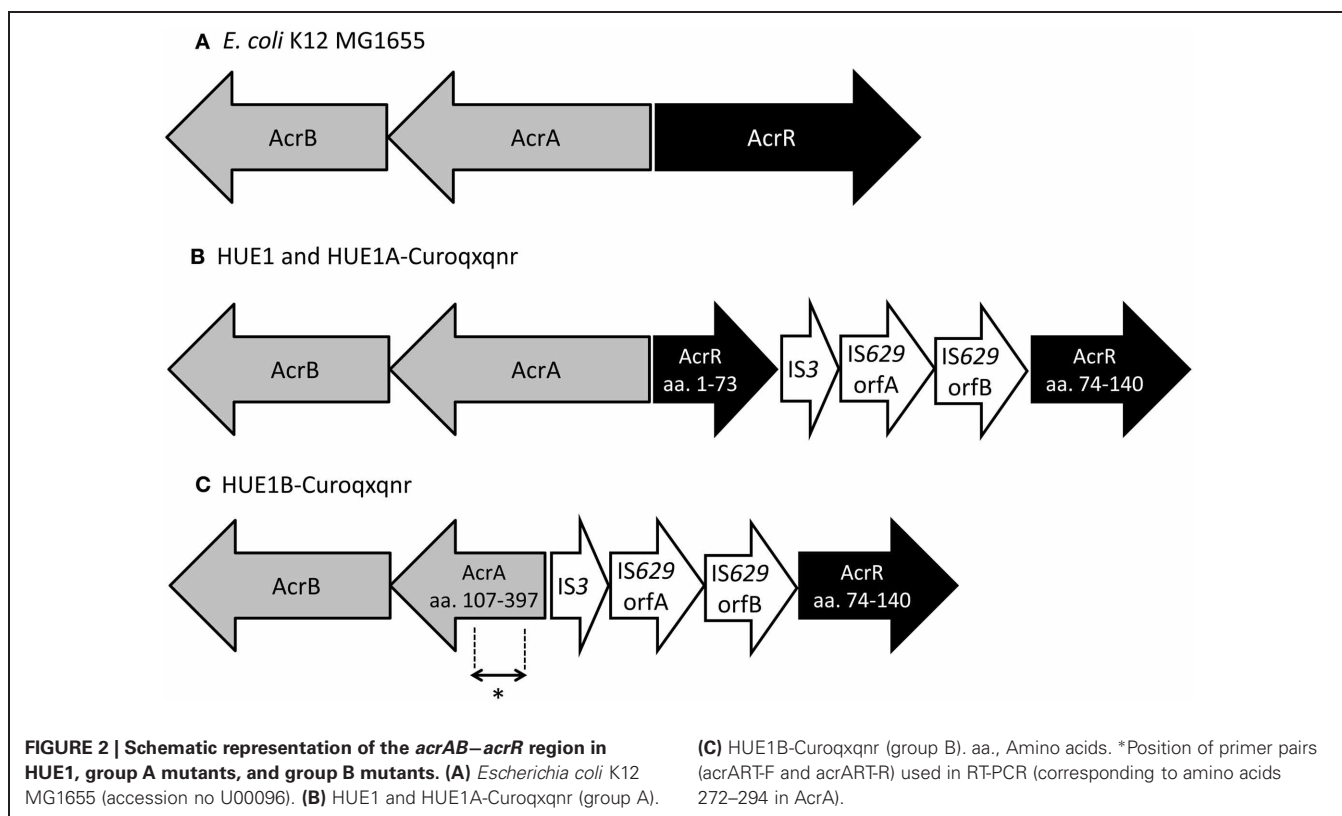 A E. coli K12 MG1655
AcrB
AcrA
AcrR
B HUE1 and HUE1A-Curoqxqnr
AcrB
AcrA
AcrR
aa. 1-73
IS3
IS629
orfA
IS629
orfB
AcrR
aa. 74-140
C HUE1B-Curoqxqnr
AcrB
AcrA
aa. 107-397
IS3
IS629
orfA
IS629
orfB
AcrR
aa. 74-140
*
FIGURE 2 | Schematic representation of the acrAB–acrR region in
HUE1, group A mutants, and group B mutants. (A) Escherichia coli K12
MG1655 (accession no U00096). (B) HUE1 and HUE1A-Curoqxqnr (group A).
(C) HUE1B-Curoqxqnr (group B). aa., Amino acids. *Position of primer pairs
(acrART-F and acrART-R) used in RT-PCR (corresponding to amino acids
272–294 in AcrA).